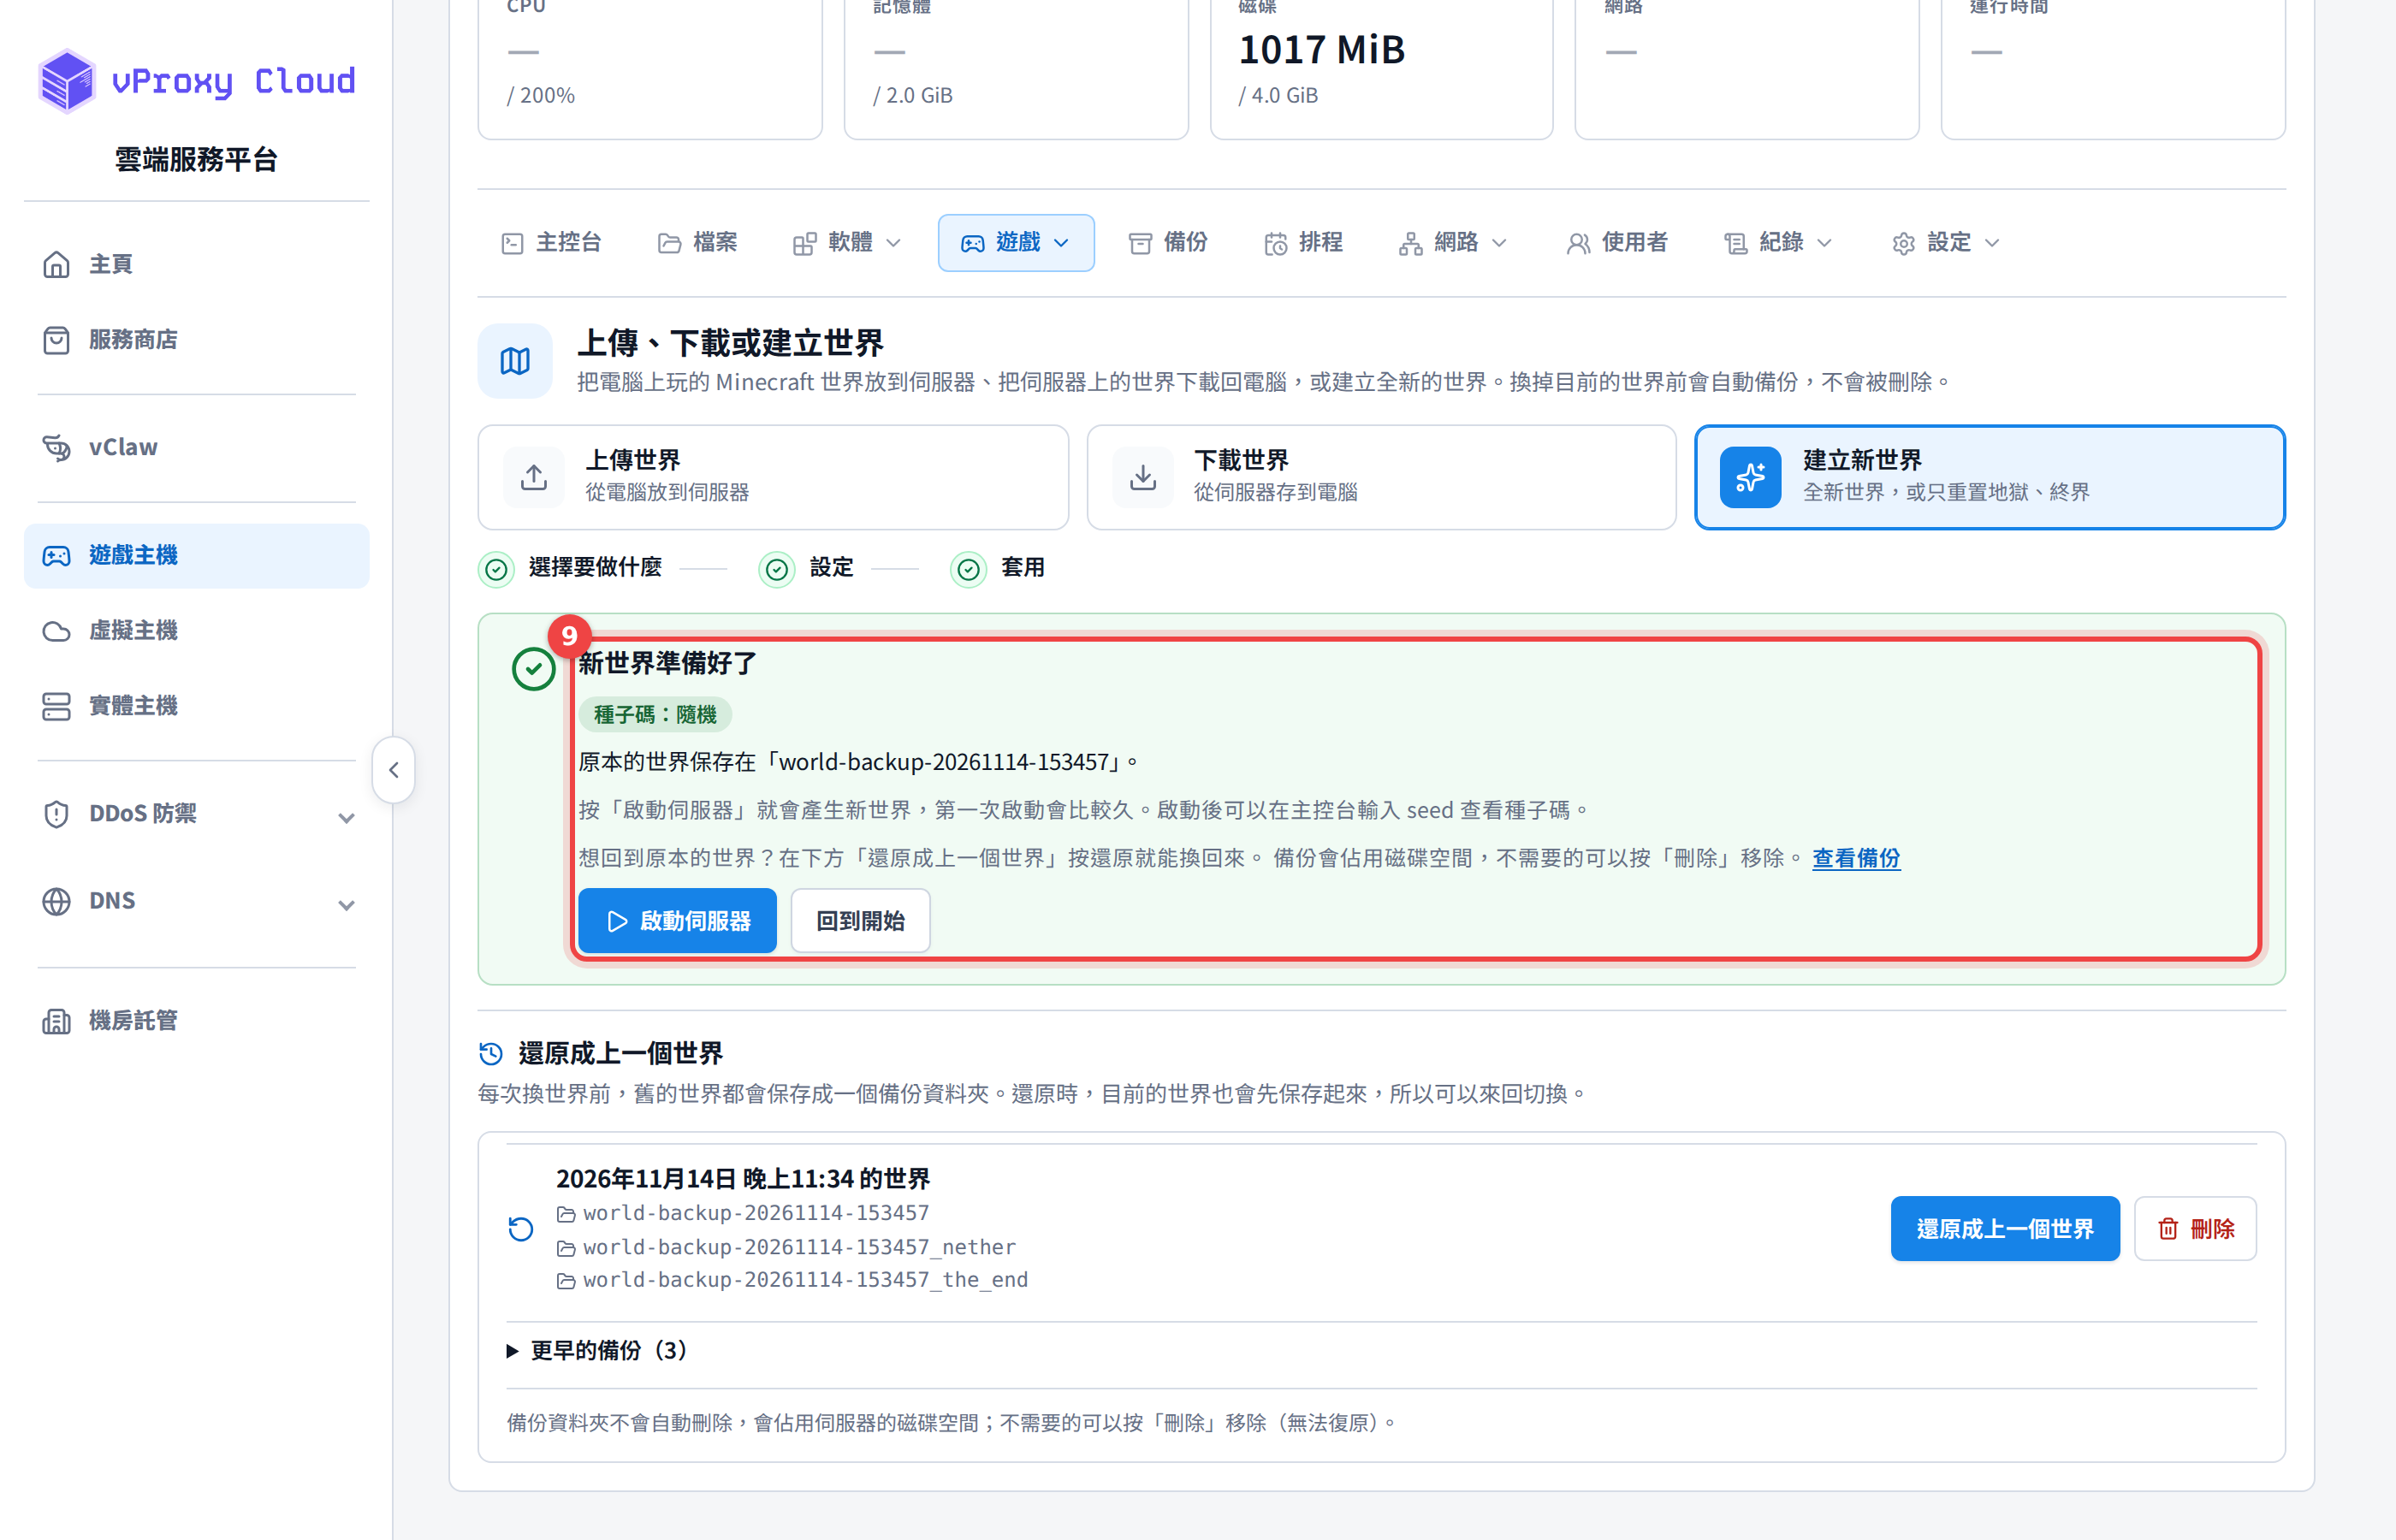 vProxy Cloud
雲端服務平台
主頁
服務商店
vClaw
遊戲主機
虛擬主機
實體主機
DDoS 防禦
DNS
機房託管
CPU
—
/ 200%
記憶體
—
/ 2.0 GiB
磁碟
1017 MiB
/ 4.0 GiB
網路
—
運行時間
—
主控台 檔案 軟體 遊戲 備份 排程 網路 使用者 紀錄 設定
上傳、下載或建立世界
把電腦上玩的 Minecraft 世界放到伺服器、把伺服器上的世界下載回電腦，或建立全新的世界。換掉目前的世界前會自動備份，不會被刪除。
上傳世界
從電腦放到伺服器
下載世界
從伺服器存到電腦
建立新世界
全新世界，或只重置地獄、終界
選擇要做什麼 設定 套用
9
新世界準備好了
種子碼：隨機
原本的世界保存在「world-backup-20261114-153457」。
按「啟動伺服器」就會產生新世界，第一次啟動會比較久。啟動後可以在主控台輸入 seed 查看種子碼。
想回到原本的世界？在下方「還原成上一個世界」按還原就能換回來。 備份會佔用磁碟空間，不需要的可以按「刪除」移除。 查看備份
啟動伺服器 回到開始
還原成上一個世界
每次換世界前，舊的世界都會保存成一個備份資料夾。還原時，目前的世界也會先保存起來，所以可以來回切換。
2026年11月14日 晚上11:34 的世界
world-backup-20261114-153457
world-backup-20261114-153457_nether
world-backup-20261114-153457_the_end
還原成上一個世界 刪除
更早的備份（3）
備份資料夾不會自動刪除，會佔用伺服器的磁碟空間；不需要的可以按「刪除」移除（無法復原）。